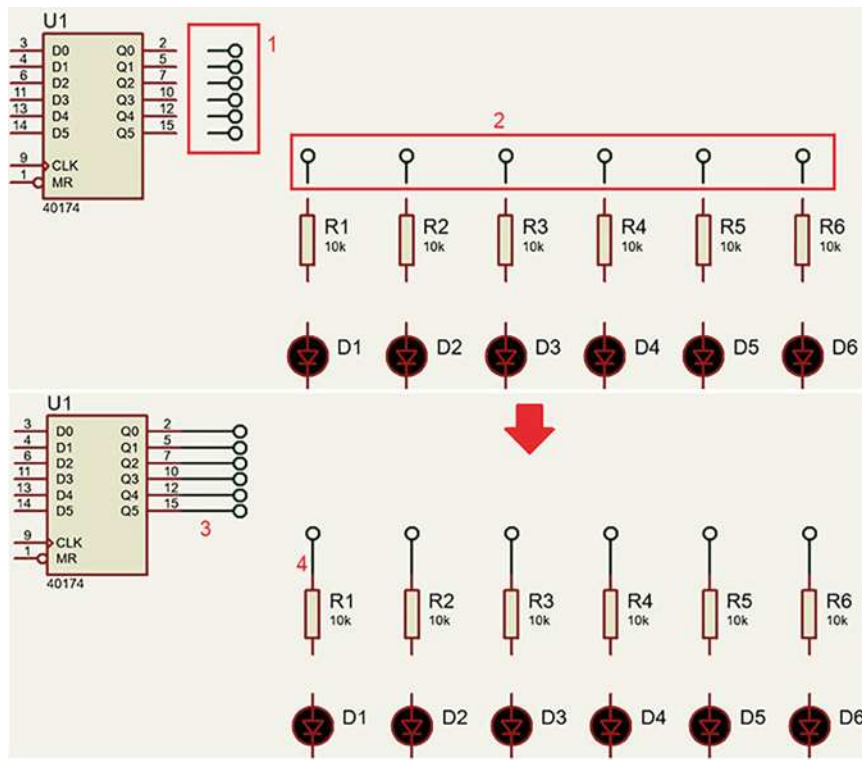 U1
3 D0 Q0 2
4 D1 Q1 5
6 D2 Q2 7
11 D3 Q3 10
13 D4 Q4 12
14 D5 Q5 15
9 CLK
1 MR
40174
1
2
R1 R2 R3 R4 R5 R6
10k 10k 10k 10k 10k 10k
D1 D2 D3 D4 D5 D6
U1
3 D0 Q0 2
4 D1 Q1 5
6 D2 Q2 7
11 D3 Q3 10
13 D4 Q4 12
14 D5 Q5 15
9 CLK
1 MR
40174
3
4
R1 R2 R3 R4 R5 R6
10k 10k 10k 10k 10k 10k
D1 D2 D3 D4 D5 D6